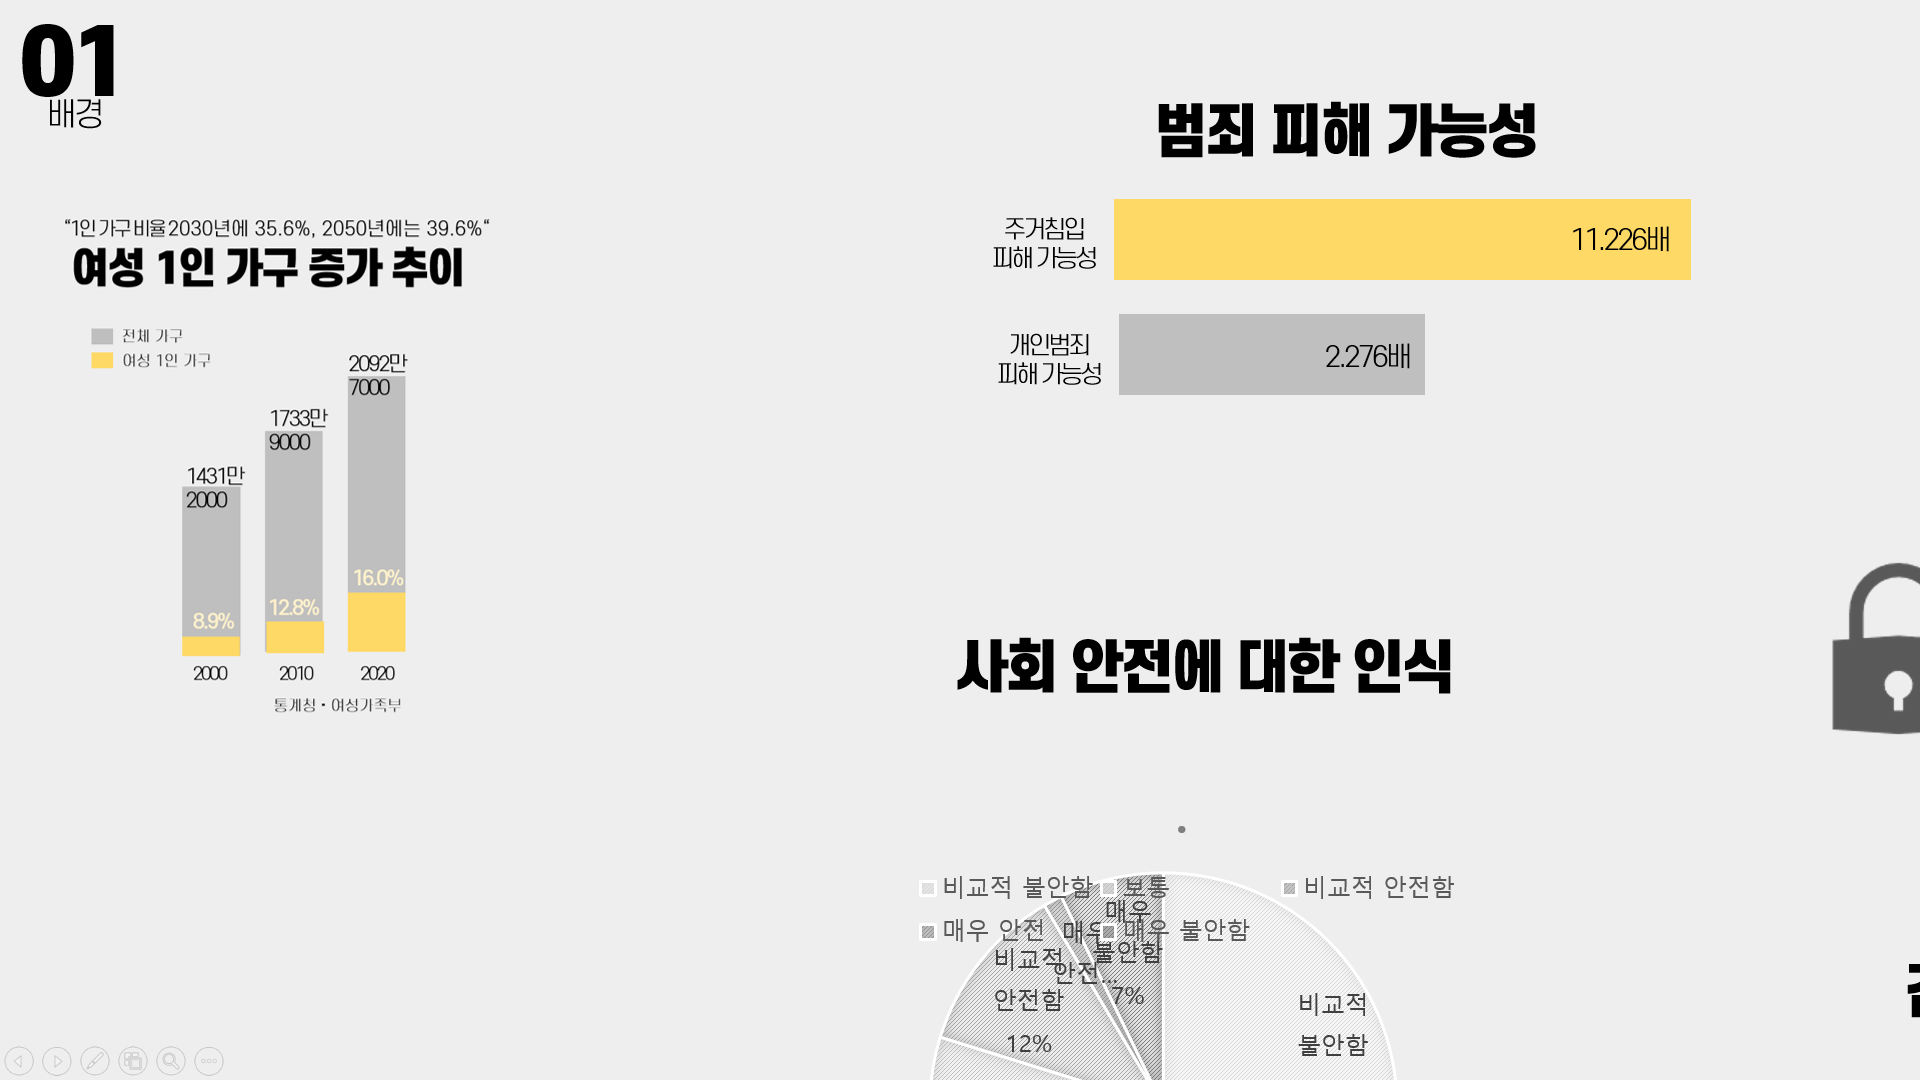 01
배경
“1인가구비율2030년에 35.6%, 2050년에는 39.6%“
여성 1인 가구 증가 추이
전체 가구
여성 1인 가구
1431만
2000
1733만
9000
2092만
7000
8.9%
12.8%
16.0%
2000
2010
2020
통계청•여성가족부
범죄 피해 가능성
주거침입
피해 가능성
11.226배
개인범죄
피해 가능성
2.276배
사회 안전에 대한 인식
비교적 불안함
보통
비교적 안전함
매우 안전
매우 불안함
비교적
안전함
12%
안전...
매우
불안함
7%
비교적
불안함